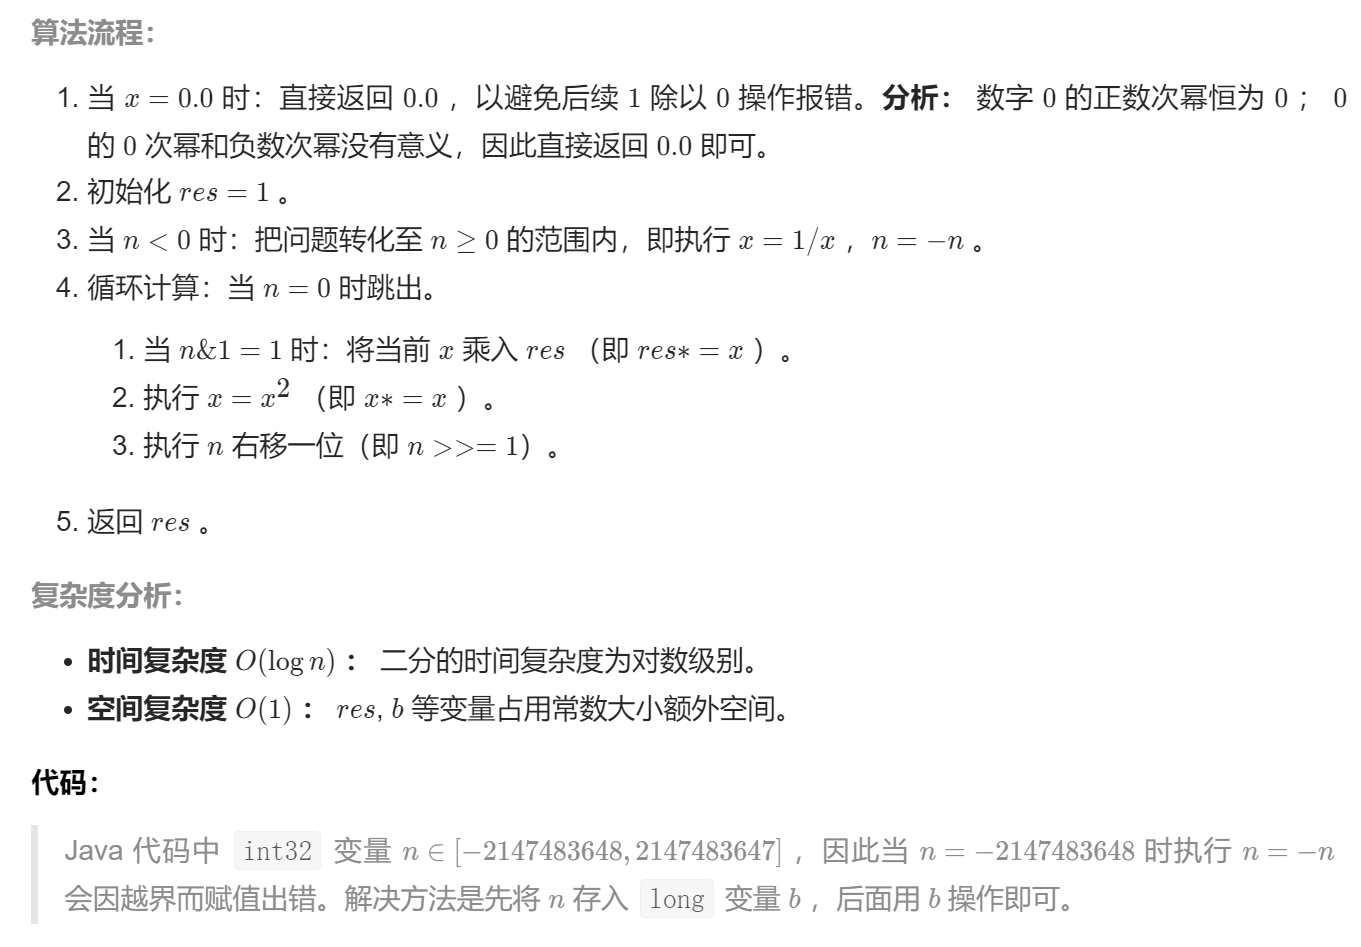 算法流程：
1. 当 x = 0.0 时：直接返回 0.0 ，以避免后续 1 除以 0 操作报错。分析： 数字 0 的正数次幂恒为 0 ； 0
的 0 次幂和负数次幂没有意义，因此直接返回 0.0 即可。
2. 初始化 res = 1 。
3. 当 n < 0 时：把问题转化至 n ≥ 0 的范围内，即执行 x = 1/x ，n = −n 。
4. 循环计算：当 n = 0 时跳出。
1. 当 n&1 = 1 时：将当前 x 乘入 res （即 res∗ = x ）。
2. 执行 x = x² （即 x∗ = x ）。
3. 执行 n 右移一位（即 n >>= 1）。
5. 返回 res 。
复杂度分析：
• 时间复杂度 O(log n) ： 二分的时间复杂度为对数级别。
• 空间复杂度 O(1) ： res, b 等变量占用常数大小额外空间。
代码：
Java 代码中 int32 变量 n ∈ [−2147483648, 2147483647] ，因此当 n = −2147483648 时执行 n = −n
会因越界而赋值出错。解决方法是先将 n 存入 long 变量 b ，后面用 b 操作即可。